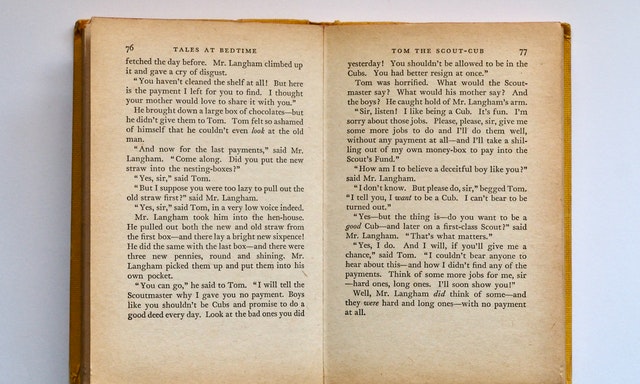 76 TALES AT BEDTIME
fetched the day before. Mr. Langham climbed up
it and gave a cry of disgust.
"You haven't cleaned the shelf at all! But here
is the payment I left for you to find. I thought
your mother would love to share it with you."
He brought down a large box of chocolates—but
he didn't give them to Tom. Tom felt so ashamed
of himself that he couldn't even look at the old
man.
"And now for the last payments," said Mr.
Langham. "Come along. Did you put the new
straw into the nesting-boxes?"
"Yes, sir," said Tom.
"But I suppose you were too lazy to pull out the
old straw first?" said Mr. Langham.
"Yes, sir," said Tom, in a very low voice indeed.
Mr. Langham took him into the hen-house.
He pulled out both the new and old straw from
the first box—and there lay a bright new sixpence!
He did the same with the last box—and there were
three new pennies, round and shining. Mr.
Langham picked them up and put them into his
own pocket.
"You can go," he said to Tom. "I will tell the
Scoutmaster why I gave you no payment. Boys
like you shouldn't be Cubs and promise to do a
good deed every day. Look at the bad ones you did
TOM THE SCOUT-CUB 77
yesterday! You shouldn't be allowed to be in the
Cubs. You had better resign at once."
Tom was horrified. What would the Scout-
master say? What would his mother say? And
the boys? He caught hold of Mr. Langham's arm.
"Sir, listen! I like being a Cub. It's fun. I'm
sorry about those jobs. Please, please, sir, give me
some more jobs to do and I'll do them well,
without any payment at all—and I'll take a shil-
ling out of my own money-box to pay into the
Scout's Fund."
"How am I to believe a deceitful boy like you?"
said Mr. Langham.
"I don't know. But please do, sir," begged Tom.
"I tell you, I want to be a Cub. I can't bear to be
turned out."
"Yes—but the thing is—do you want to be a
good Cub—and later on a first-class Scout?" said
Mr. Langham. "That's what matters."
"Yes, I do. And I will, if you'll give me a
chance," said Tom. "I couldn't bear anyone to
hear about this—and how I didn't find any of the
payments. Think of some more jobs for me, sir
—hard ones, long ones. I'll soon show you!"
Well, Mr. Langham did think of some—and
they were hard and long ones—with no payment
at all.